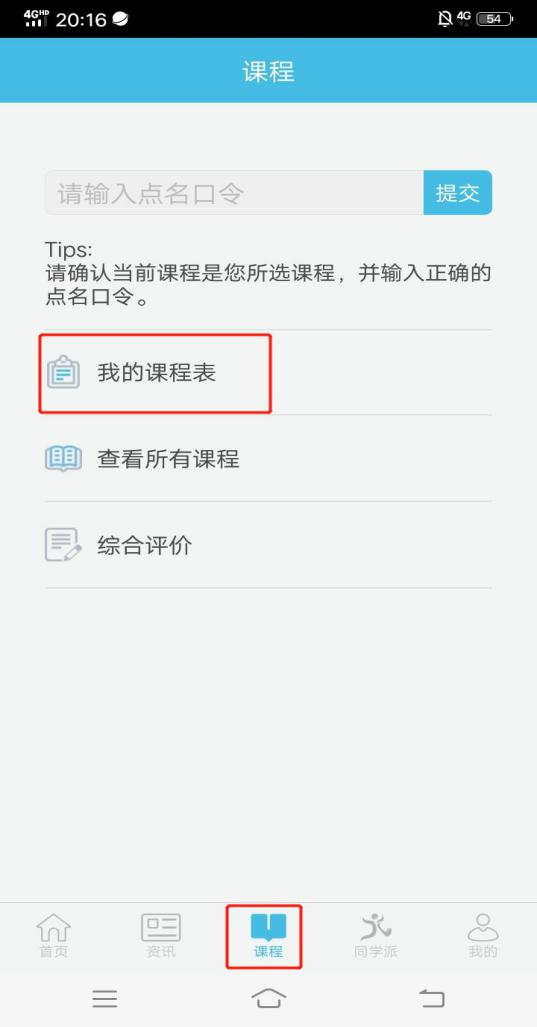 4GHD 20:16 4G 54
课程
请输入点名口令 提交
Tips:
请确认当前课程是您所选课程，并输入正确的
点名口令。
我的课程表
查看所有课程
综合评价
首页 资讯 课程 同学派 我的